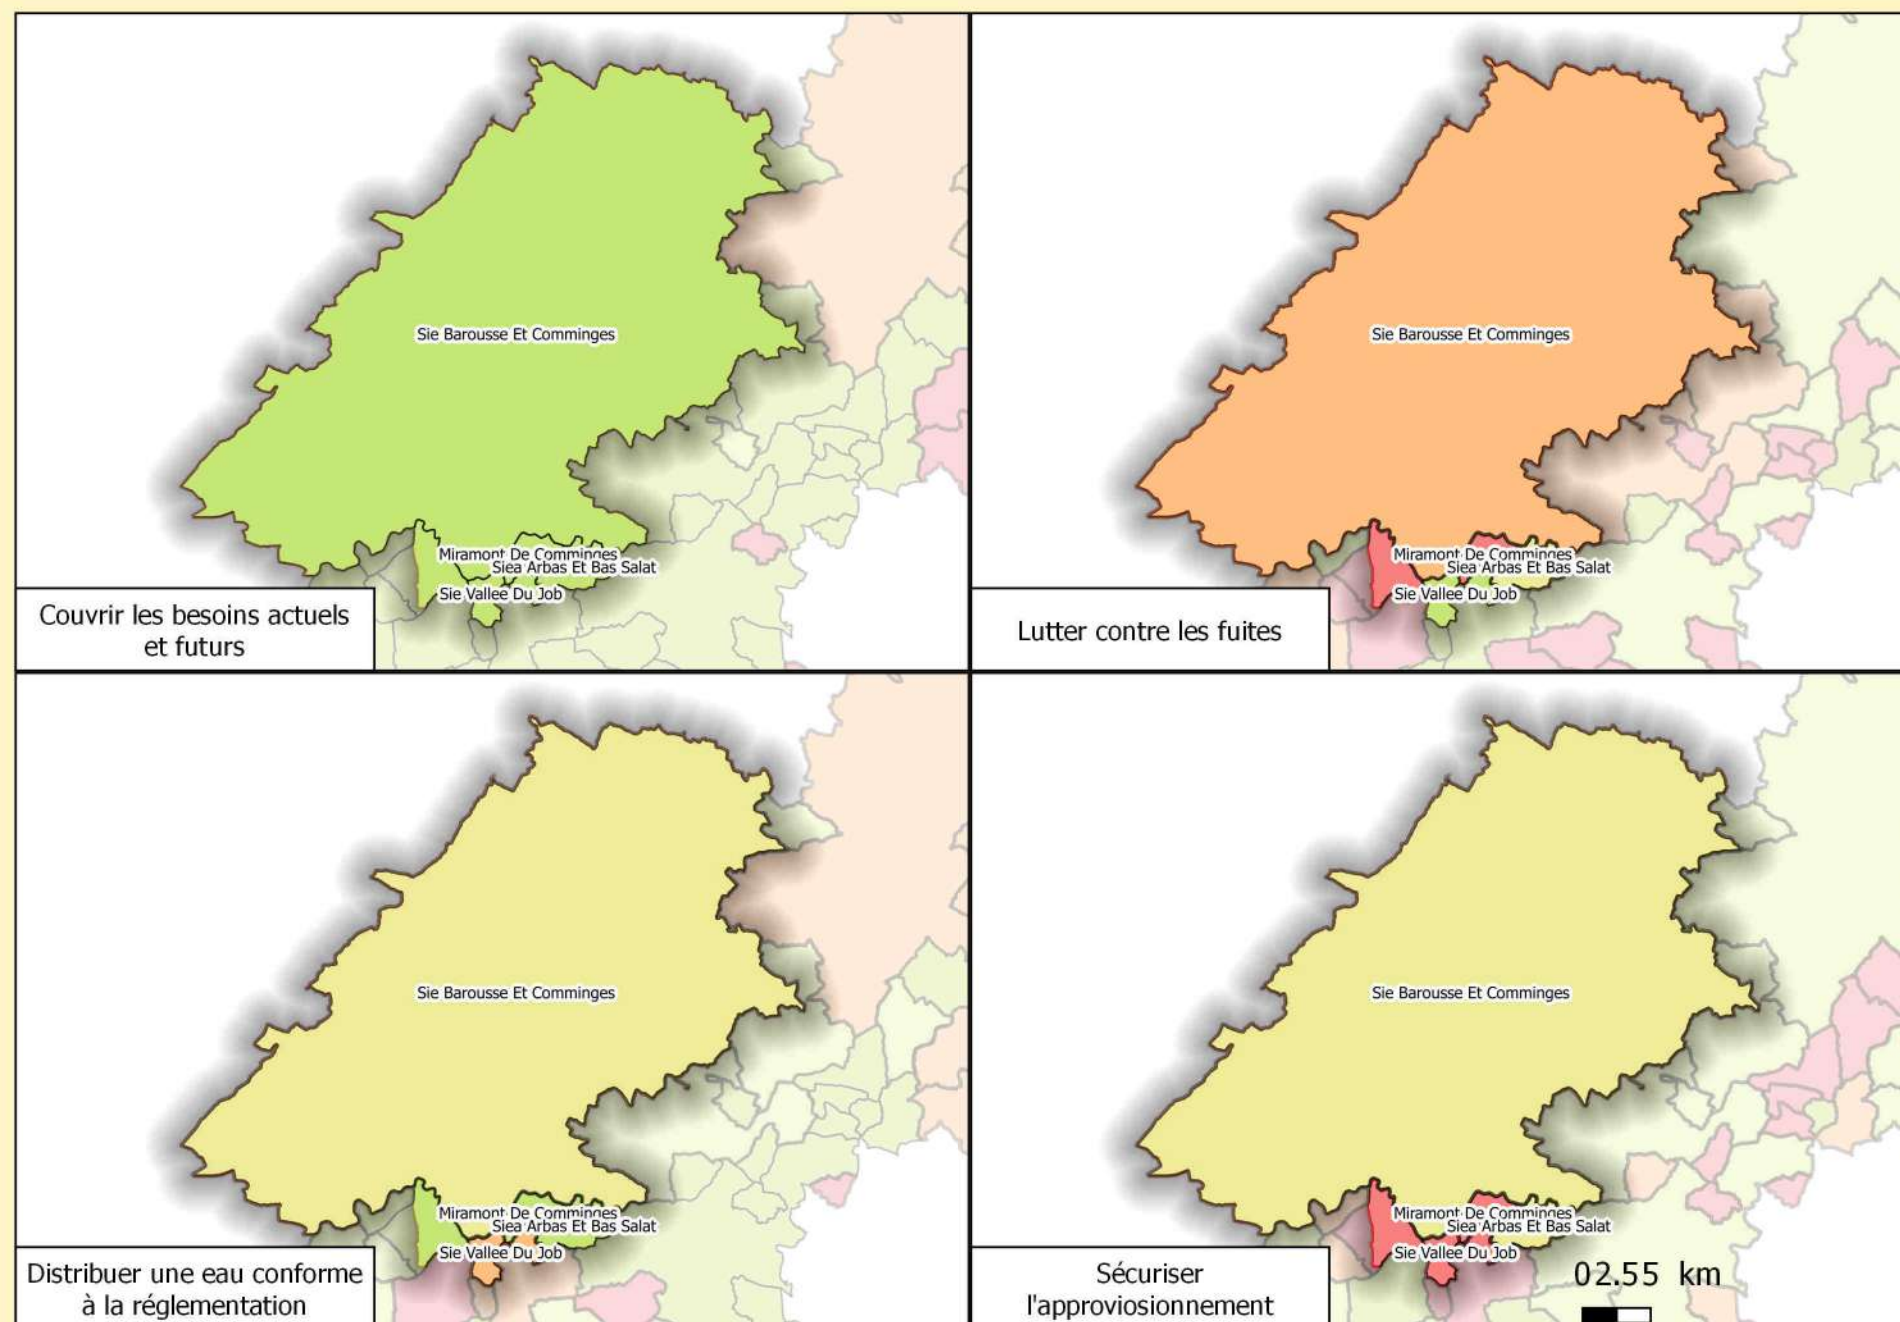 Sie Barousse Et Comminges
Miramont De Comminges
Siea Arbas Et Bas Salat
Sie Vallee Du Job
Couvrir les besoins actuels
et futurs
Sie Barousse Et Comminges
Miramont De Comminges
Siea Arbas Et Bas Salat
Sie Vallee Du Job
Lutter contre les fuites
Sie Barousse Et Comminges
Miramont De Comminges
Siea Arbas Et Bas Salat
Sie Vallee Du Job
Distribuer une eau conforme
à la réglementation
Sie Barousse Et Comminges
Miramont De Comminges
Siea Arbas Et Bas Salat
Sie Vallee Du Job
Sécuriser
l'approviosionnement
02.55 km